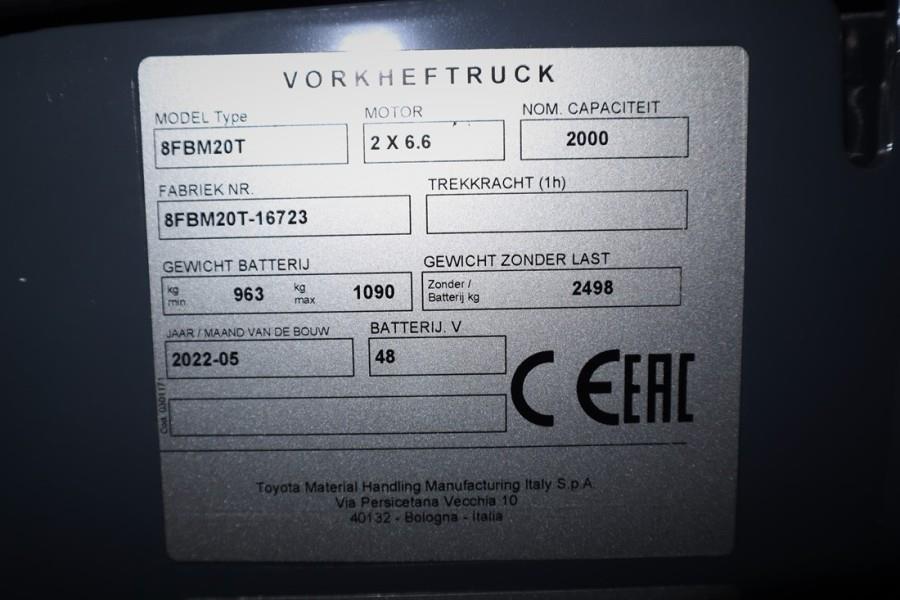 VORKHEFTRUCK
MODEL Type
MOTOR
NOM. CAPACITEIT
8FBM20T
2 X 6.6
2000
FABRIEK NR.
TREKKRACHT (1h)
8FBM20T-16723
GEWICHT BATTERIJ
GEWICHT ZONDER LAST
kg min
963
kg max
1090
Zonder /
Batterij kg
2498
JAAR / MAAND VAN DE BOUW
BATTERIJ. V
2022-05
48
Cod. 0301171
CE EAC
Toyota Material Handling Manufacturing Italy S.p.A.
Via Persicetana Vecchia 10
40132 - Bologna - Italia